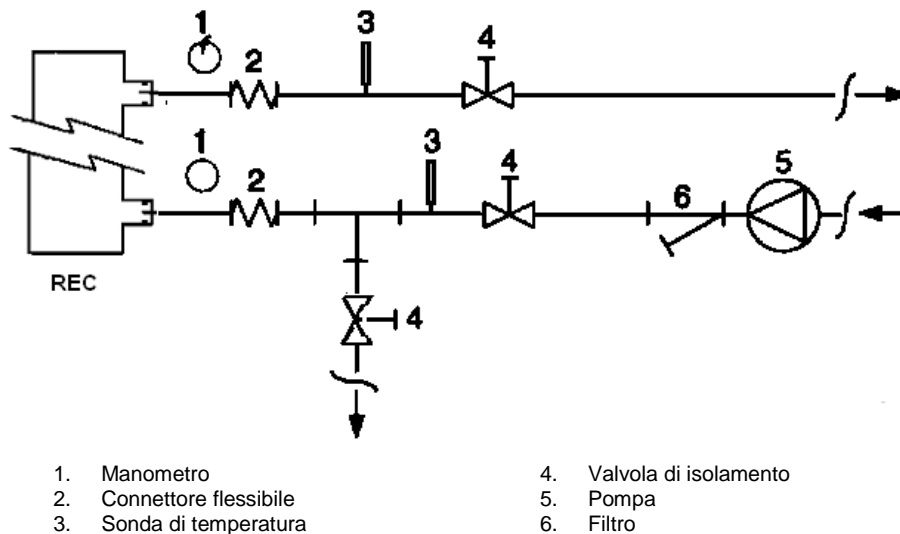 1
2
3
4
1
2
3
4
5
6
REC
4
1. Manometro
2. Connettore flessibile
3. Sonda di temperatura
4. Valvola di isolamento
5. Pompa
6. Filtro